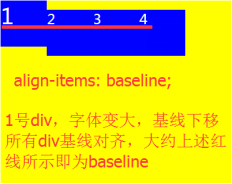 1 2 3 4
align-items: baseline;
1号div，字体变大，基线下移
所有div基线对齐，大约上述红
线所示即为baseline